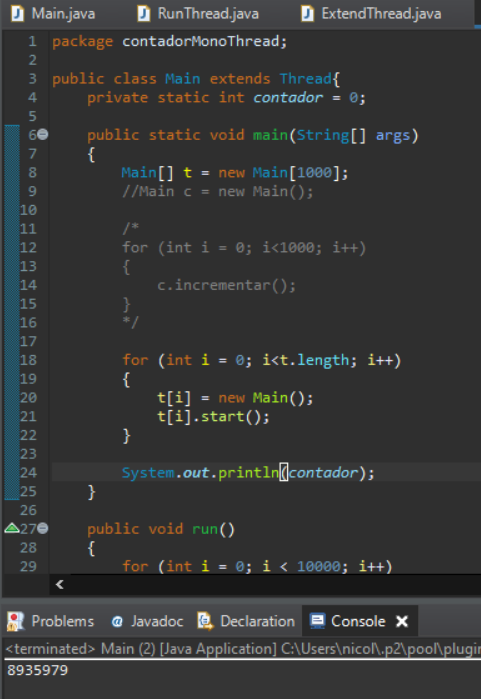 Main.java RunThread.java ExtendThread.java
1 package contadorMonoThread;
2
3 public class Main extends Thread{
4     private static int contador = 0;
5
6     public static void main(String[] args)
7     {
8         Main[] t = new Main[1000];
9         //Main c = new Main();
10
11         /*
12         for (int i = 0; i<1000; i++)
13         {
14             c.incrementar();
15         }
16         */
17
18         for (int i = 0; i<t.length; i++)
19         {
20             t[i] = new Main();
21             t[i].start();
22         }
23
24         System.out.println(contador);
25     }
26
27     public void run()
28     {
29         for (int i = 0; i < 10000; i++)
Problems Javadoc Declaration Console
<terminated> Main (2) [Java Application] C:\Users\nicol\.p2\pool\plugin
8935979